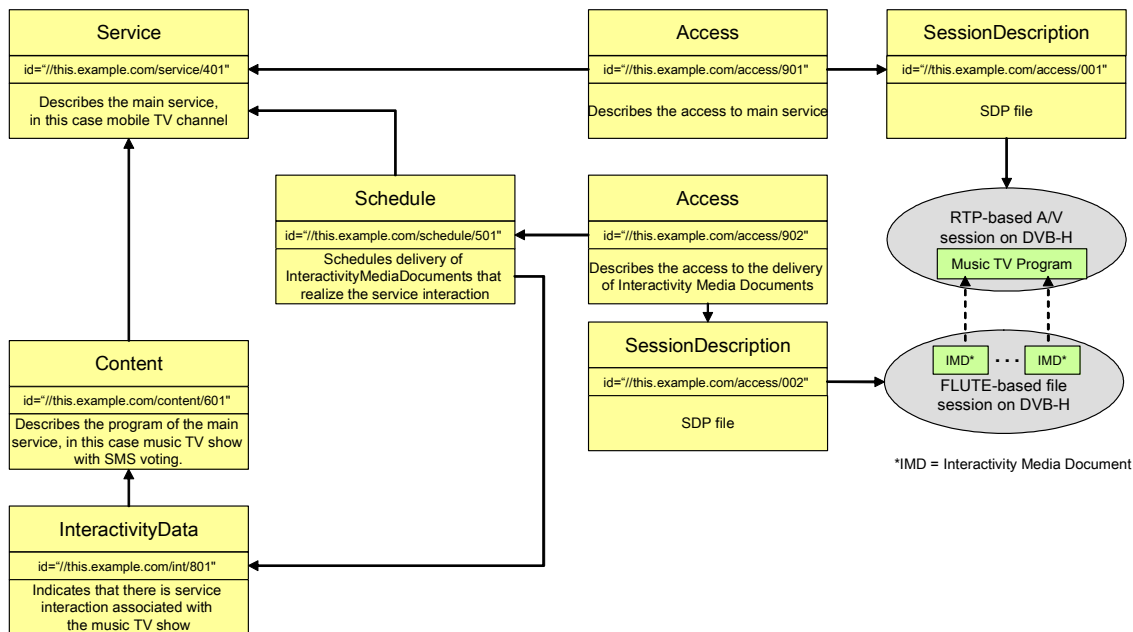 Service
id="//this.example.com/service/401"
Describes the main service,
in this case mobile TV channel
Access
id="//this.example.com/access/901"
Describes the access to main service
SessionDescription
id="//this.example.com/access/001"
SDP file
Schedule
id="//this.example.com/schedule/501"
Schedules delivery of
InteractivityMediaDocuments that
realize the service interaction
Access
id="//this.example.com/access/902"
Describes the access to the delivery
of Interactivity Media Documents
RTP-based A/V
session on DVB-H
Music TV Program
SessionDescription
id="//this.example.com/access/002"
SDP file
IMD* ... IMD*
FLUTE-based file
session on DVB-H
*IMD = Interactivity Media Document
Content
id="//this.example.com/content/601"
Describes the program of the main
service, in this case music TV show
with SMS voting.
InteractivityData
id="//this.example.com/int/801"
Indicates that there is service
interaction associated with
the music TV show